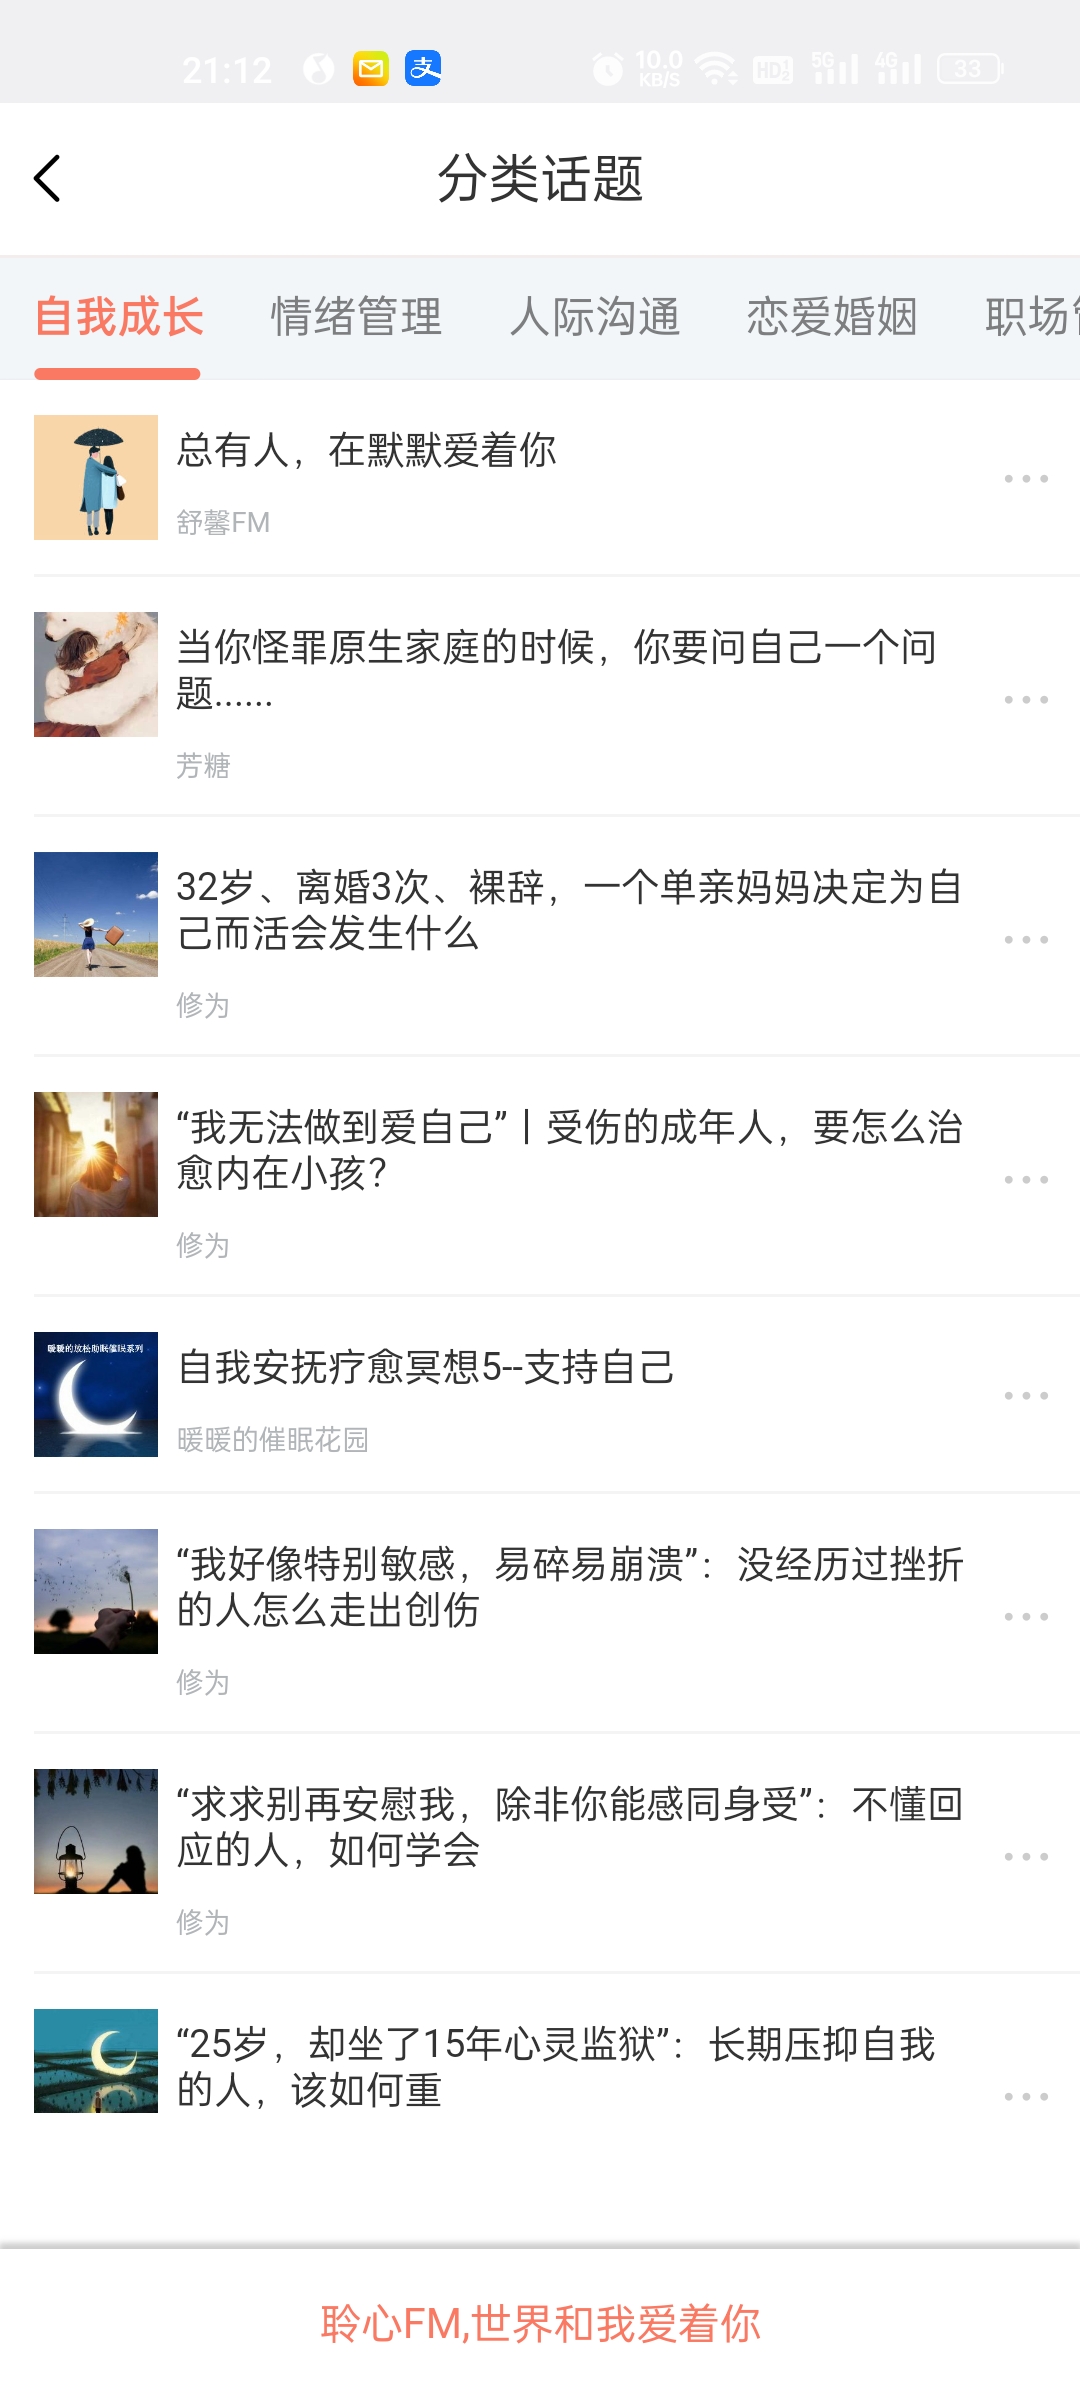 21:12
10.0
KB/S
HD2
5G
4G
33
分类话题
自我成长
情绪管理
人际沟通
恋爱婚姻
职场
总有人，在默默爱着你
舒馨FM
当你怪罪原生家庭的时候，你要问自己一个问
题......
芳糖
32岁、离婚3次、裸辞，一个单亲妈妈决定为自
己而活会发生什么
修为
“我无法做到爱自己”丨受伤的成年人，要怎么治
愈内在小孩？
修为
暖暖的放松助眠催眠系列
自我安抚疗愈冥想5--支持自己
暖暖的催眠花园
“我好像特别敏感，易碎易崩溃”：没经历过挫折
的人怎么走出创伤
修为
“求求别再安慰我，除非你能感同身受”：不懂回
应的人，如何学会
修为
“25岁，却坐了15年心灵监狱”：长期压抑自我
的人，该如何重
聆心FM,世界和我爱着你